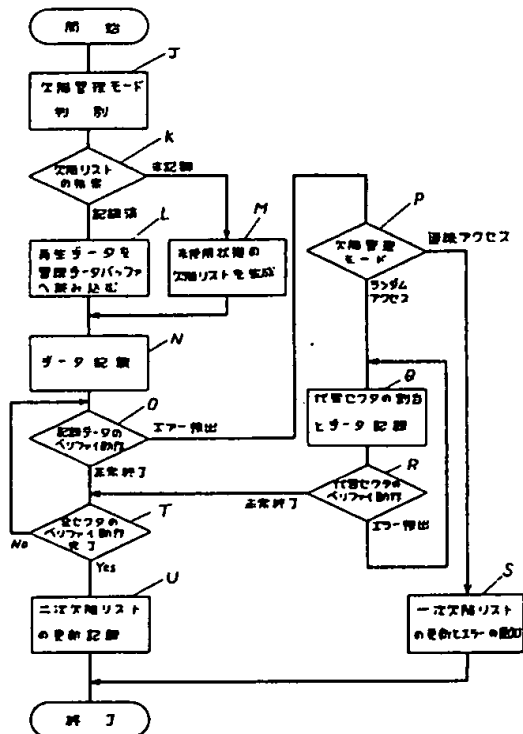 開始
J
欠陥管理モード
判別
K
欠陥リスト
の検索
未記録
記録済
L
再生データを
管理データバッファ
へ読み込む
M
未使用状態の
欠陥リストを生成
N
データ記録
O
記録データの
ベリファイ動作
エラー検出
正常終了
P
欠陥管理
モード
連続アクセス
ランダム
アクセス
Q
代替セクタの割当
とデータ記録
R
代替セクタの
ベリファイ動作
正常終了
エラー検出
T
全セクタの
ベリファイ動作
完了
No
Yes
U
二次欠陥リスト
の更新記録
S
一次欠陥リスト
の更新とエラーの通知
終了